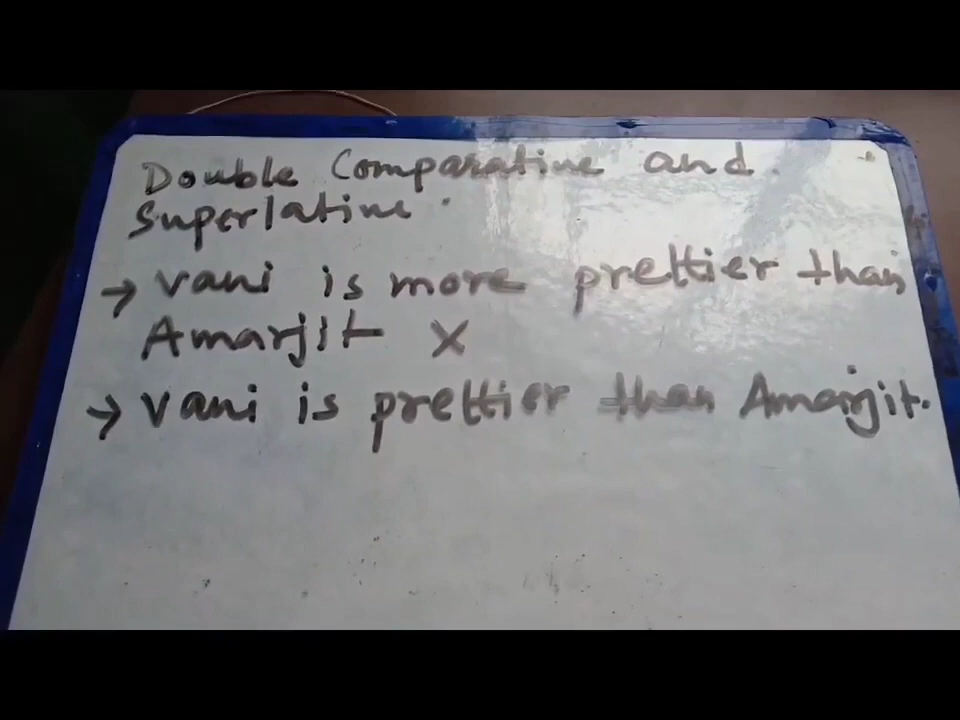 Double Comparative and
Superlative.
→ vani is more prettier than
Amarjit X
→ vani is prettier than Amarjit.